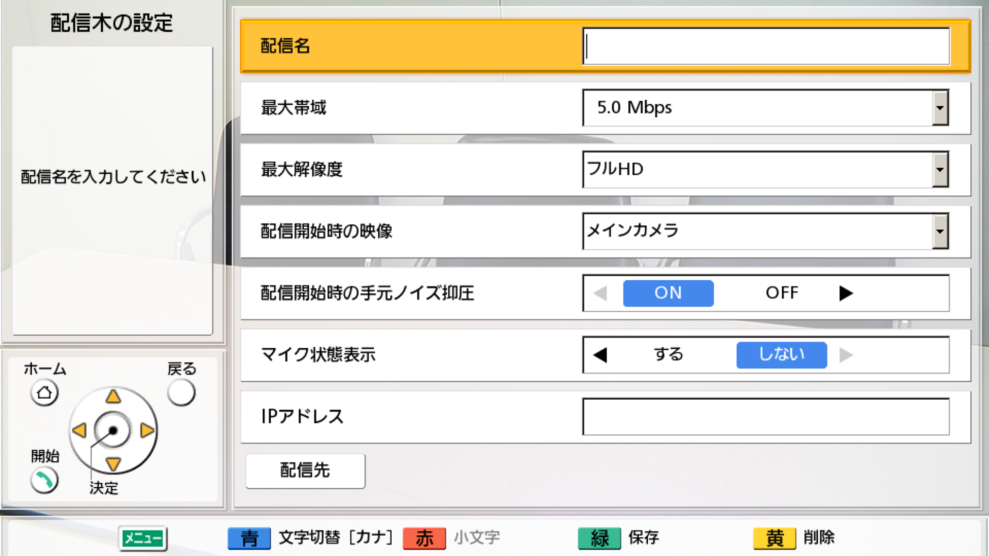 配信木の設定
配信名を入力してください
ホーム
戻る
開始
決定
配信名
最大帯域
5.0 Mbps
最大解像度
フルHD
配信開始時の映像
メインカメラ
配信開始時の手元ノイズ抑圧
ON OFF
マイク状態表示
する しない
IPアドレス
配信先
メニュー 青 文字切替 [カナ] 赤 小文字 緑 保存 黄 削除